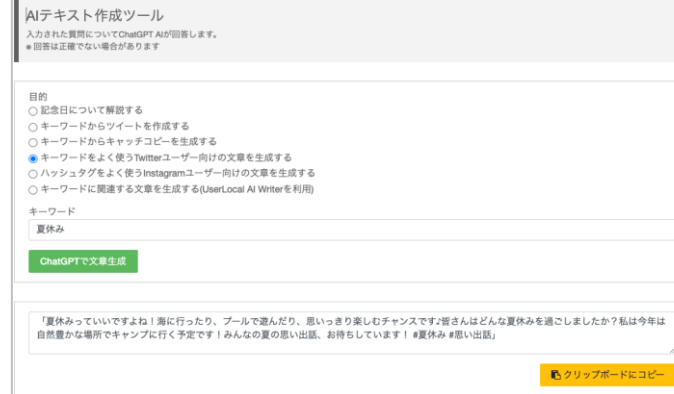 AIテキスト作成ツール
入力された質問についてChatGPT AIが回答します。
※ 回答は正確でない場合があります
目的
記念日について解説する
キーワードからツイートを作成する
キーワードからキャッチコピーを生成する
キーワードをよく使うTwitterユーザー向けの文章を生成する
ハッシュタグをよく使うInstagramユーザー向けの文章を生成する
キーワードに関連する文章を生成する(UserLocal AI Writerを利用)
キーワード
夏休み
ChatGPTで文章生成
「夏休みっていいですよね！海に行ったり、プールで遊んだり、思いっきり楽しむチャンスです♪皆さんはどんな夏休みを過ごしましたか？私は今年は
自然豊かな場所でキャンプに行く予定です！みんなの夏の思い出話、お待ちしています！ #夏休み #思い出話」
クリップボードにコピー